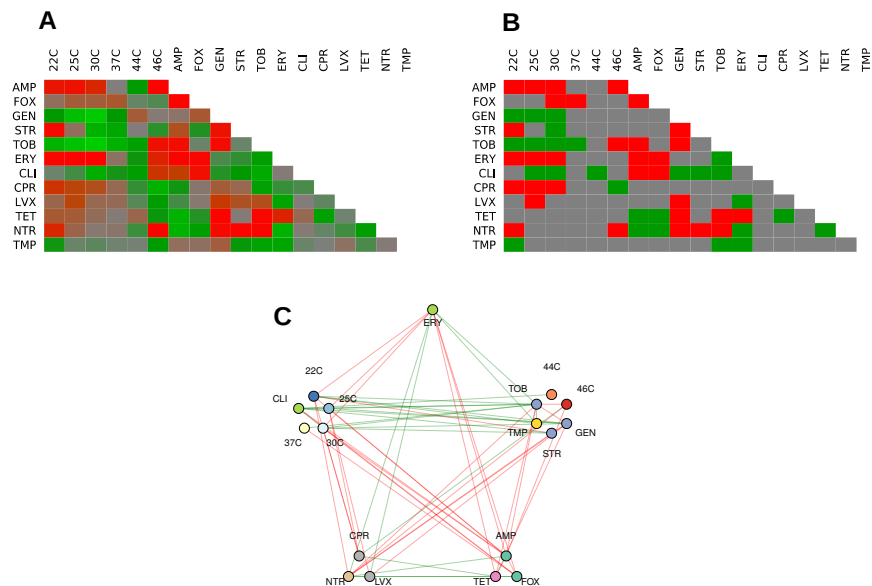 A
B
22C 25C 30C 37C 44C 46C AMP FOX GEN STR TOB ERY CLI CPR LVX TET NTR TMP
22C 25C 30C 37C 44C 46C AMP FOX GEN STR TOB ERY CLI CPR LVX TET NTR TMP
AMP
FOX
GEN
STR
TOB
ERY
CLI
CPR
LVX
TET
NTR
TMP
AMP
FOX
GEN
STR
TOB
ERY
CLI
CPR
LVX
TET
NTR
TMP
C
ERY
22C
44C
CLI
25C
TOB
46C
37C
30C
TMP
GEN
STR
CPR
AMP
NTR
LVX
TET
FOX